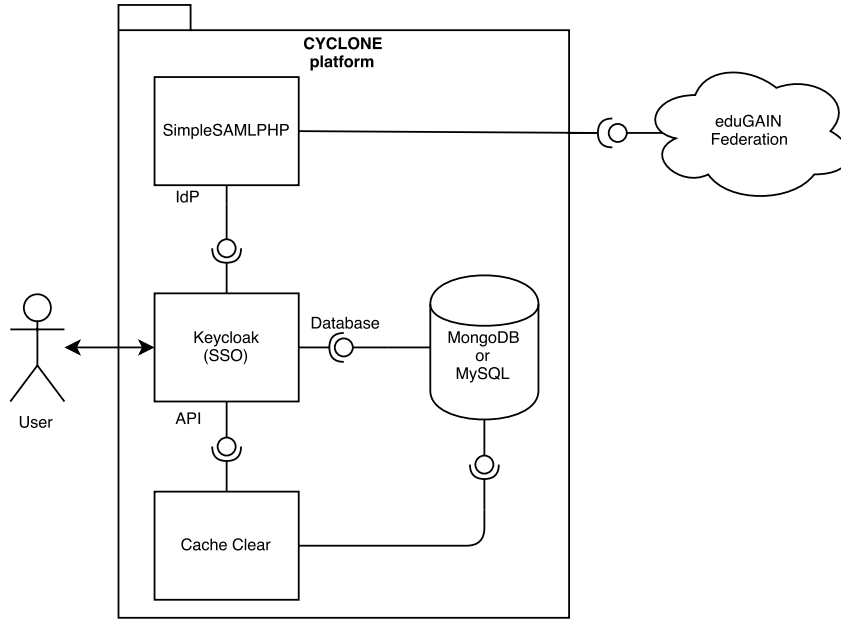 CYCLONE
platform
SimpleSAMLPHP
eduGAIN
Federation
IdP
Database
Keycloak
(SSO)
MongoDB
or
MySQL
User
API
Cache Clear